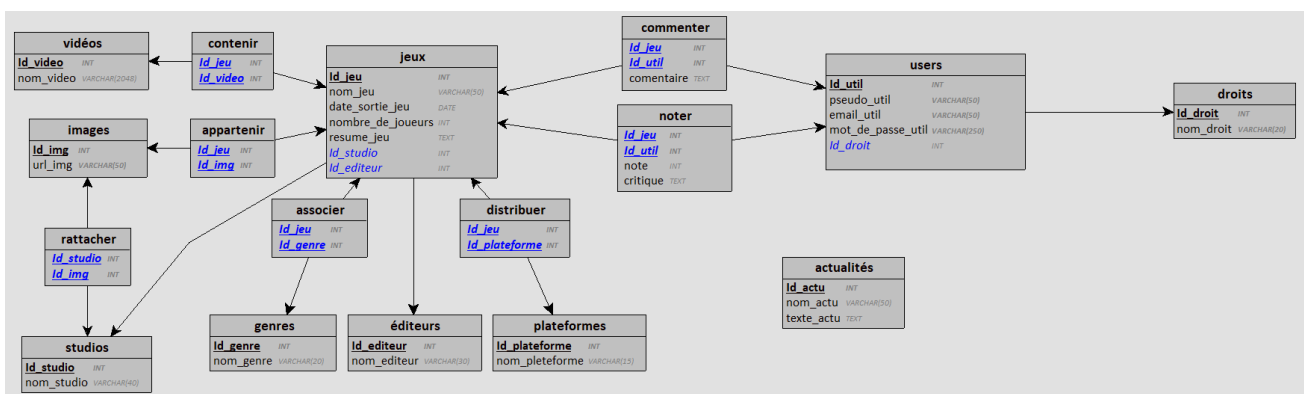 vidéos
Id_video INT
nom_video VARCHAR(2048)
contenir
Id_jeu INT
Id_video INT
jeux
Id_jeu INT
nom_jeu VARCHAR(50)
date_sortie_jeu DATE
nombre_de_joueurs INT
resume_jeu TEXT
Id_studio INT
Id_editeur INT
commenter
Id_jeu INT
Id_util INT
comentaire TEXT
users
Id_util INT
pseudo_util VARCHAR(50)
email_util VARCHAR(50)
mot_de_passe_util VARCHAR(250)
Id_droit INT
droits
Id_droit INT
nom_droit VARCHAR(20)
images
Id_img INT
url_img VARCHAR(50)
appartenir
Id_jeu INT
Id_img INT
noter
Id_jeu INT
Id_util INT
note INT
critique TEXT
rattacher
Id_studio INT
Id_img INT
associer
Id_jeu INT
Id_genre INT
distribuer
Id_jeu INT
Id_plateforme INT
actualités
Id_actu INT
nom_actu VARCHAR(50)
texte_actu TEXT
studios
Id_studio INT
nom_studio VARCHAR(40)
genres
Id_genre INT
nom_genre VARCHAR(20)
éditeurs
Id_editeur INT
nom_editeur VARCHAR(30)
plateformes
Id_plateforme INT
nom_pleteforme VARCHAR(15)